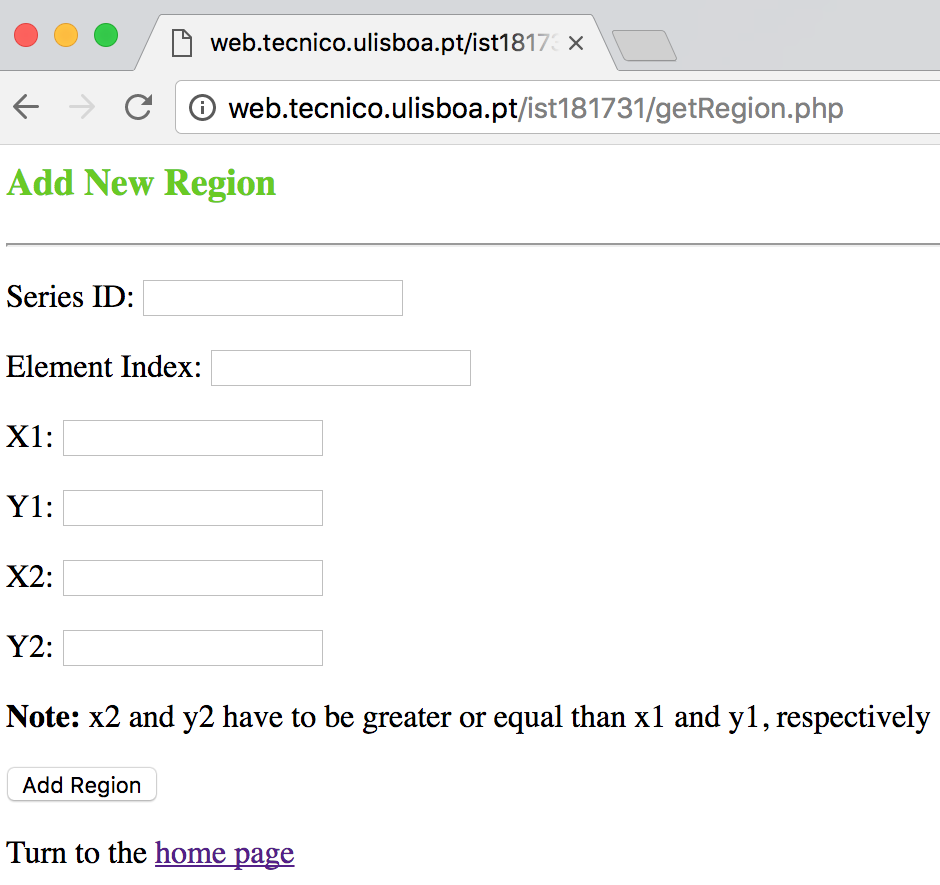 web.tecnico.ulisboa.pt/ist18173
web.tecnico.ulisboa.pt/ist181731/getRegion.php
Add New Region
Series ID:
Element Index:
X1:
Y1:
X2:
Y2:
Note: x2 and y2 have to be greater or equal than x1 and y1, respectively
Add Region
Turn to the home page